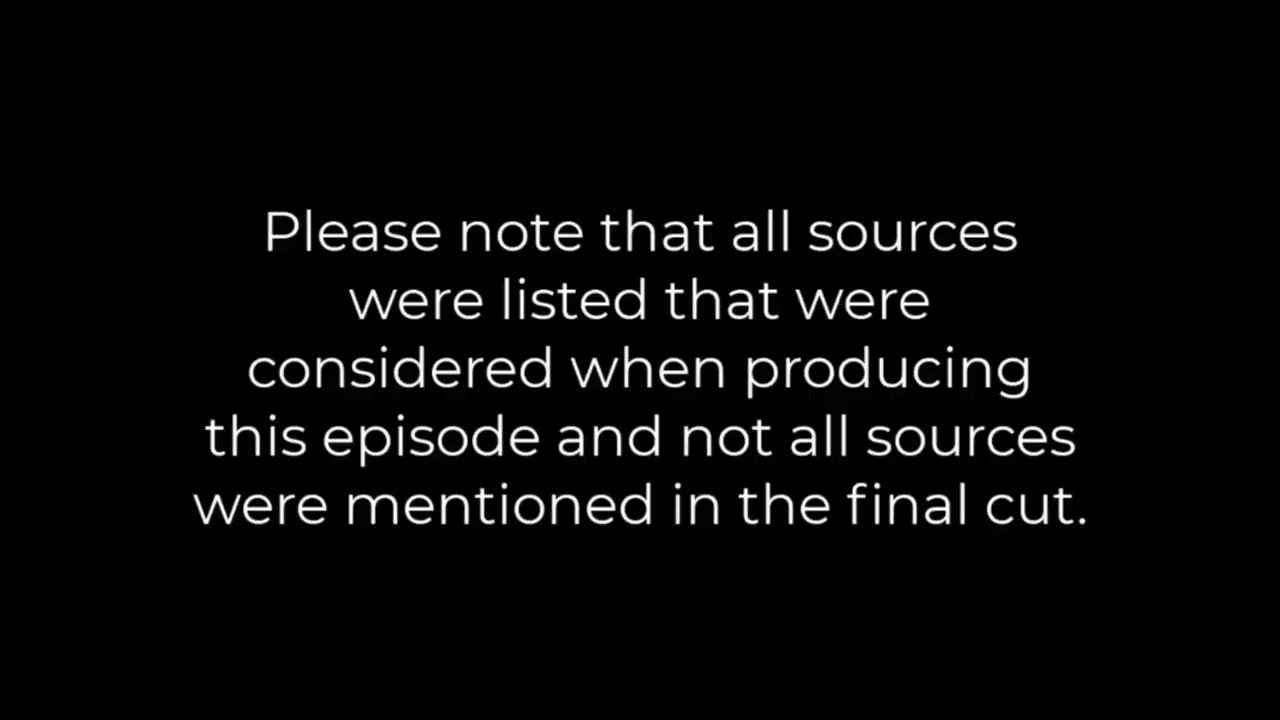 Please note that all sources
were listed that were
considered when producing
this episode and not all sources
were mentioned in the final cut.